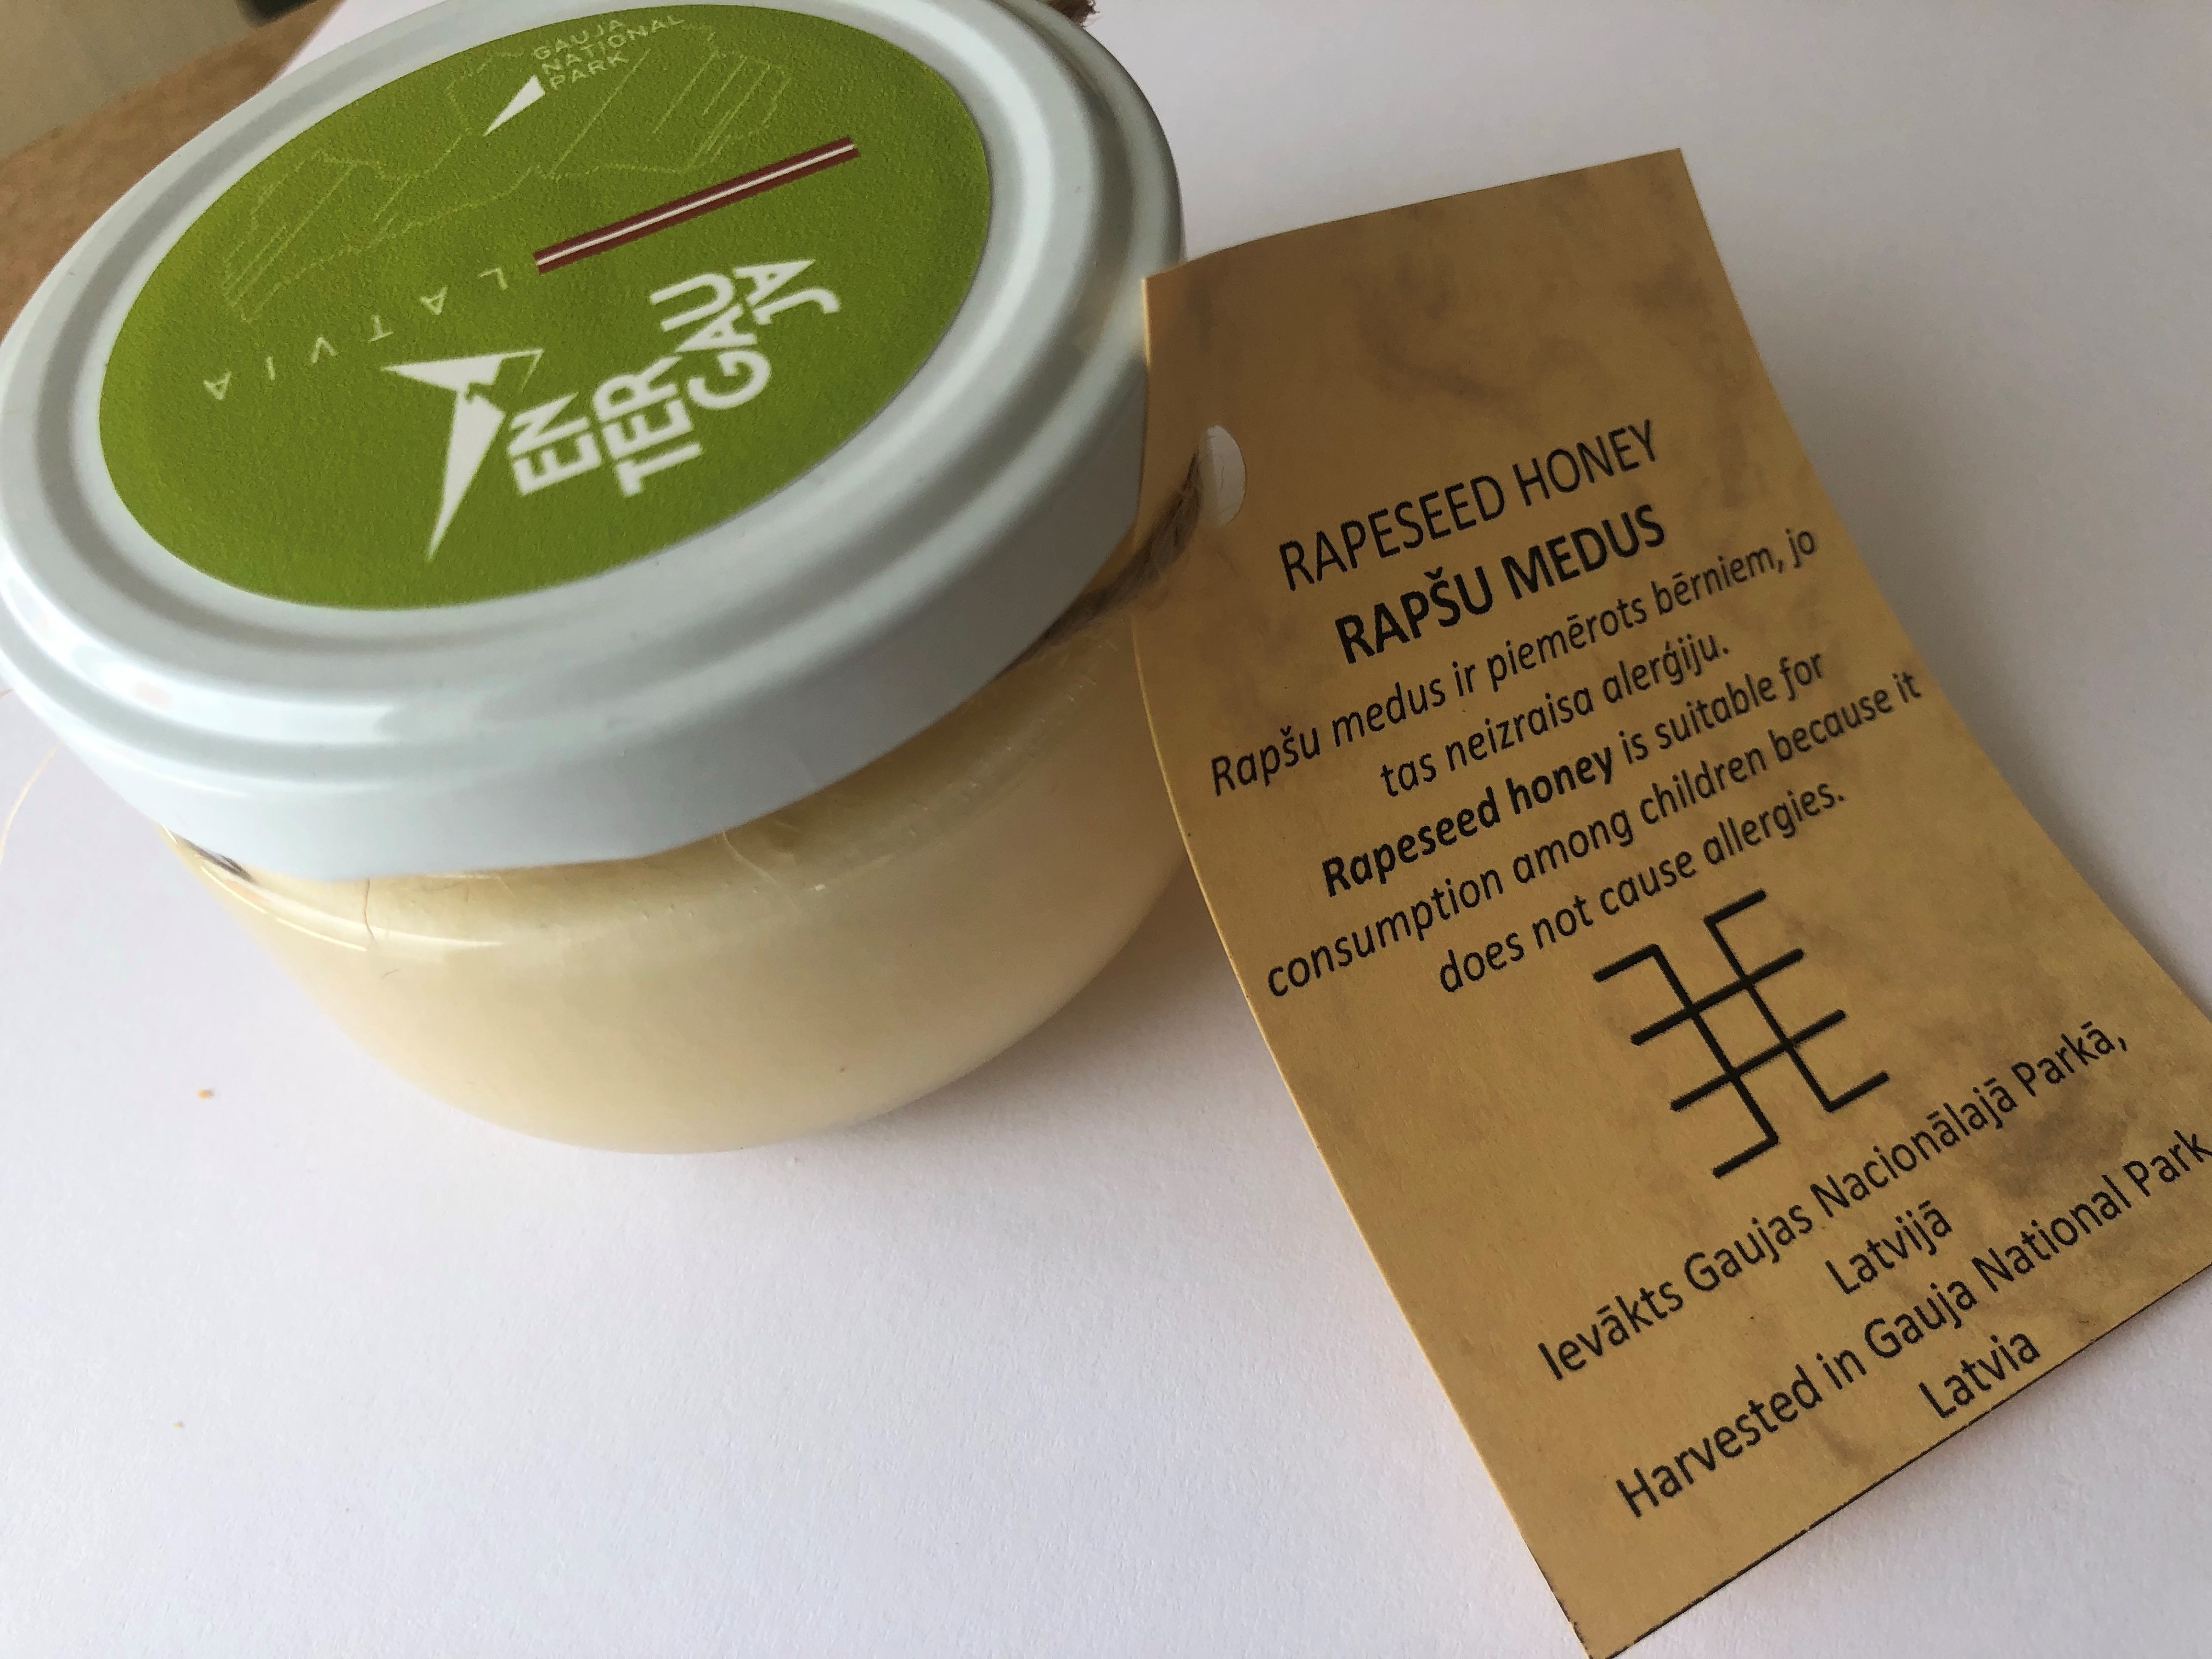 GAUJA
NATIONAL
PARK
LATVIA
EN
TER
GAU
JA
RAPESEED HONEY
RAPŠU MEDUS
Rapšu medus ir piemērots bērniem, jo
tas neizraisa alerģiju.
Rapeseed honey is suitable for
consumption among children because it
does not cause allergies.
Ievākts Gaujas Nacionālajā Parkā,
Latvijā
Harvested in Gauja National Park
Latvia